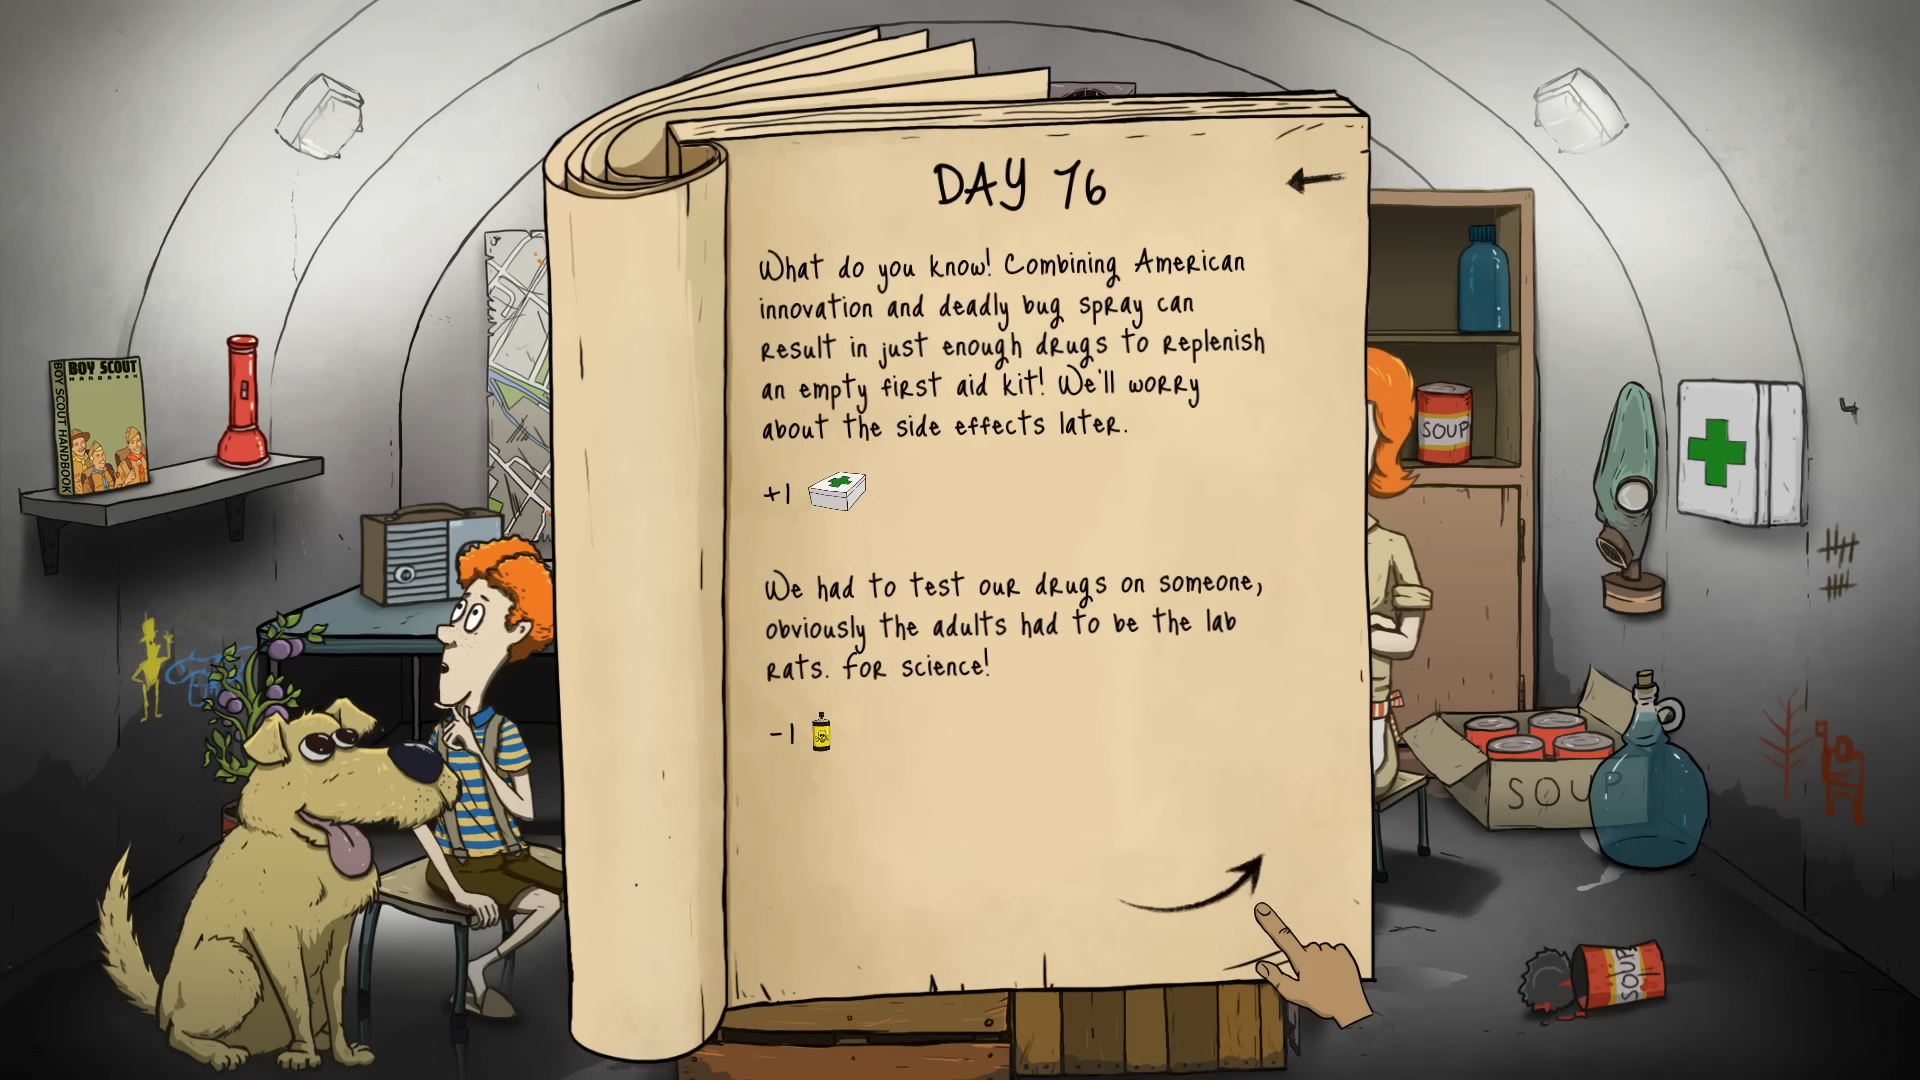 DAY 76
What do you know! Combining American
innovation and deadly bug spray can
result in just enough drugs to replenish
an empty first aid kit! We'll worry
about the side effects later.
+1
We had to test our drugs on someone,
obviously the adults had to be the lab
rats. for science!
-1
BOY SCOUT
HANDBOOK
BOY SCOUT HANDBOOK
SOUP
SOU
SOUP